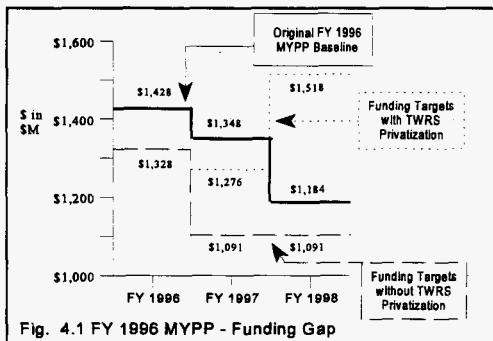 $1,600
Original FY 1996
MYPP Baseline
$1,428
$1,518
$ in
$M
$1,400
$1,348
Funding Targets
with TWRS
Privatization
$1,328
$1,276
$1,200
$1,184
$1,091
$1,091
$1,000
Funding Targets
without TWRS
Privatization
FY 1996 FY 1997 FY 1998
Fig. 4.1 FY 1996 MYPP - Funding Gap